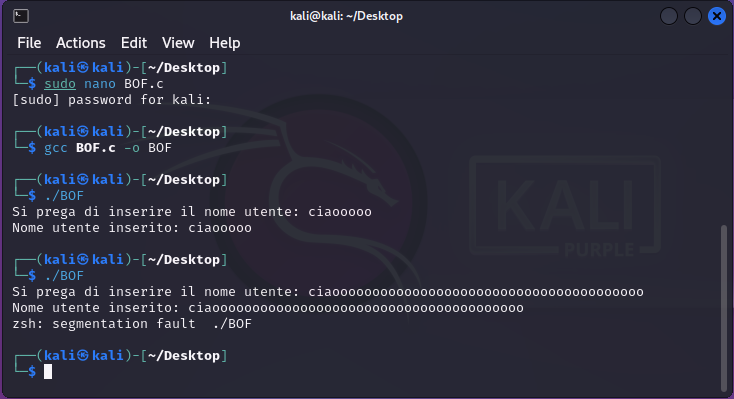 kali@kali: ~/Desktop
File Actions Edit View Help
┌──(kali㉿kali)-[~/Desktop]
└─$ sudo nano BOF.c
[sudo] password for kali:
┌──(kali㉿kali)-[~/Desktop]
└─$ gcc BOF.c -o BOF
┌──(kali㉿kali)-[~/Desktop]
└─$ ./BOF
Si prega di inserire il nome utente: ciaooooo
Nome utente inserito: ciaooooo
┌──(kali㉿kali)-[~/Desktop]
└─$ ./BOF
Si prega di inserire il nome utente: ciaooooooooooooooooooooooooooooooooooooooo
Nome utente inserito: ciaooooooooooooooooooooooooooooooooooooooo
zsh: segmentation fault  ./BOF
┌──(kali㉿kali)-[~/Desktop]
└─$
KALI
PURPLE